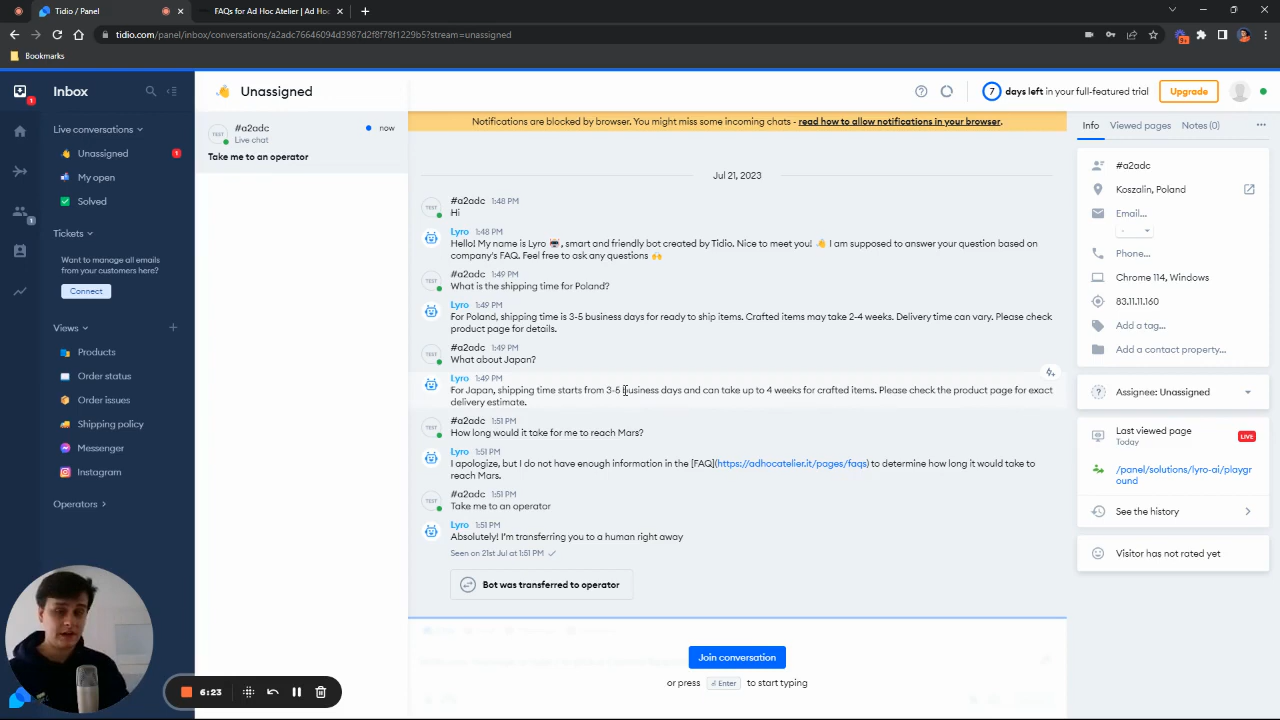 Tidio / Panel
FAQs for Ad Hoc Atelier | Ad Hoc
tidio.com/panel/inbox/conversations/a2adc76646094d3987d2f8f78f1229b5?stream=unassigned
Bookmarks
Inbox
Live conversations
Unassigned
1
My open
Solved
Tickets
Want to manage all emails
from your customers here?
Connect
Views
Products
Order status
Order issues
Shipping policy
Messenger
Instagram
Operators
6:23
Unassigned
#a2adc
now
Live chat
Take me to an operator
7 days left in your full-featured trial
Upgrade
Notifications are blocked by browser. You might miss some incoming chats - read how to allow notifications in your browser.
Jul 21, 2023
#a2adc 1:48 PM
Hi
Lyro 1:48 PM
Hello! My name is Lyro 🤖, smart and friendly bot created by Tidio. Nice to meet you! 👋 I am supposed to answer your question based on
company's FAQ. Feel free to ask any questions 🙌
#a2adc 1:49 PM
What is the shipping time for Poland?
Lyro 1:49 PM
For Poland, shipping time is 3-5 business days for ready to ship items. Crafted items may take 2-4 weeks. Delivery time can vary. Please check
product page for details.
#a2adc 1:49 PM
What about Japan?
Lyro 1:49 PM
For Japan, shipping time starts from 3-5 business days and can take up to 4 weeks for crafted items. Please check the product page for exact
delivery estimate.
#a2adc 1:51 PM
How long would it take for me to reach Mars?
Lyro 1:51 PM
I apologize, but I do not have enough information in the [FAQ](https://adhocatelier.it/pages/faqs) to determine how long it would take to
reach Mars.
#a2adc 1:51 PM
Take me to an operator
Lyro 1:51 PM
Absolutely! I'm transferring you to a human right away
Seen on 21st Jul at 1:51 PM
Bot was transferred to operator
Join conversation
or press Enter to start typing
Info
Viewed pages
Notes (0)
#a2adc
Koszalin, Poland
Email...
Phone...
Chrome 114, Windows
83.11.11.160
Add a tag...
Add a contact property...
Assignee: Unassigned
Last viewed page
Today
LIVE
/panel/solutions/lyro-ai/playgr
ound
See the history
Visitor has not rated yet